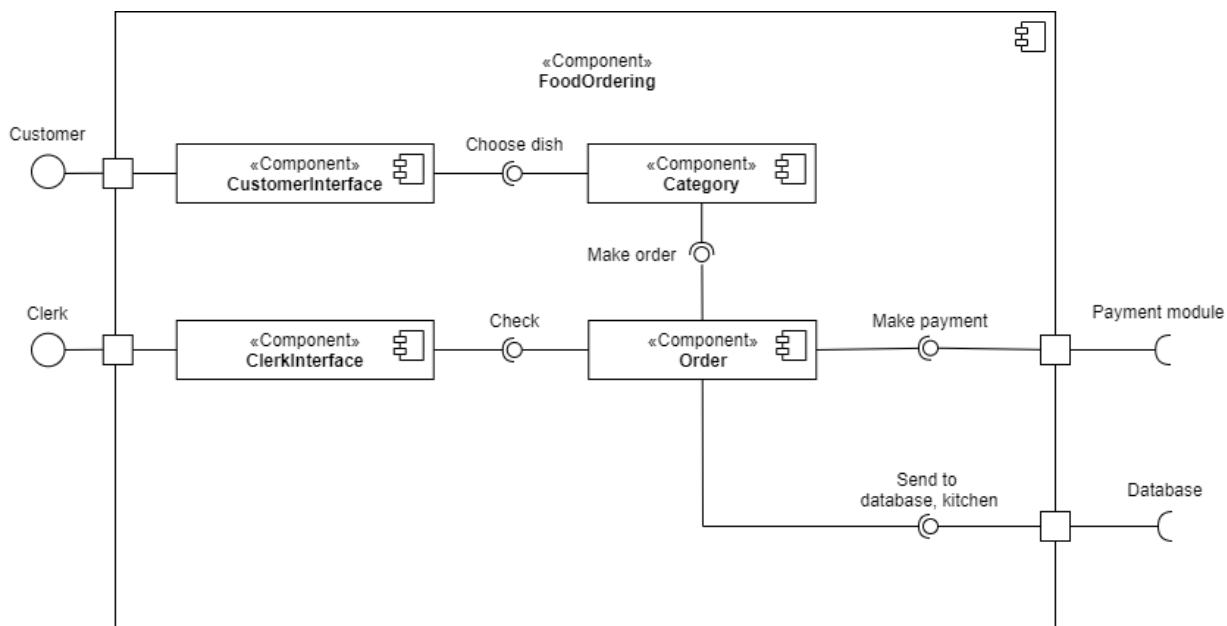 «Component»
FoodOrdering
Customer
Choose dish
«Component»
CustomerInterface
«Component»
Category
Make order
Clerk
Check
Make payment
Payment module
«Component»
ClerkInterface
«Component»
Order
Send to
database, kitchen
Database